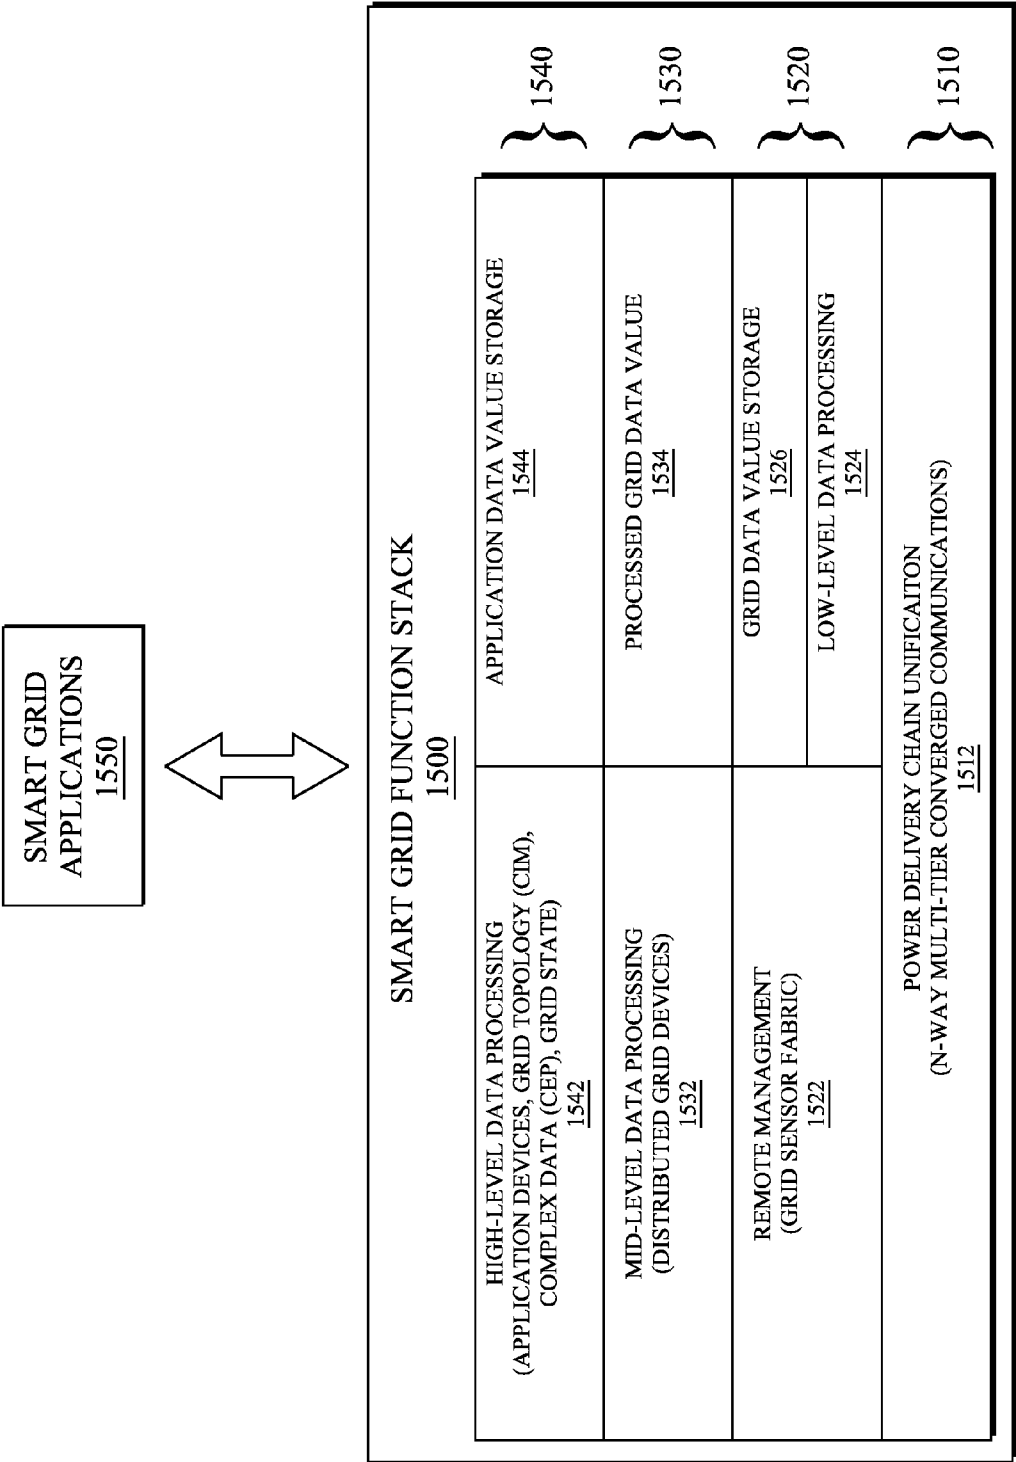 SMART GRID
APPLICATIONS
1550
SMART GRID FUNCTION STACK
1500
HIGH-LEVEL DATA PROCESSING
(APPLICATION DEVICES, GRID TOPOLOGY (CIM),
COMPLEX DATA (CEP), GRID STATE)
1542
APPLICATION DATA VALUE STORAGE
1544
1540
MID-LEVEL DATA PROCESSING
(DISTRIBUTED GRID DEVICES)
1532
PROCESSED GRID DATA VALUE
1534
1530
REMOTE MANAGEMENT
(GRID SENSOR FABRIC)
1522
GRID DATA VALUE STORAGE
1526
LOW-LEVEL DATA PROCESSING
1524
1520
POWER DELIVERY CHAIN UNIFICAITON
(N-WAY MULTI-TIER CONVERGED COMMUNICATIONS)
1512
1510